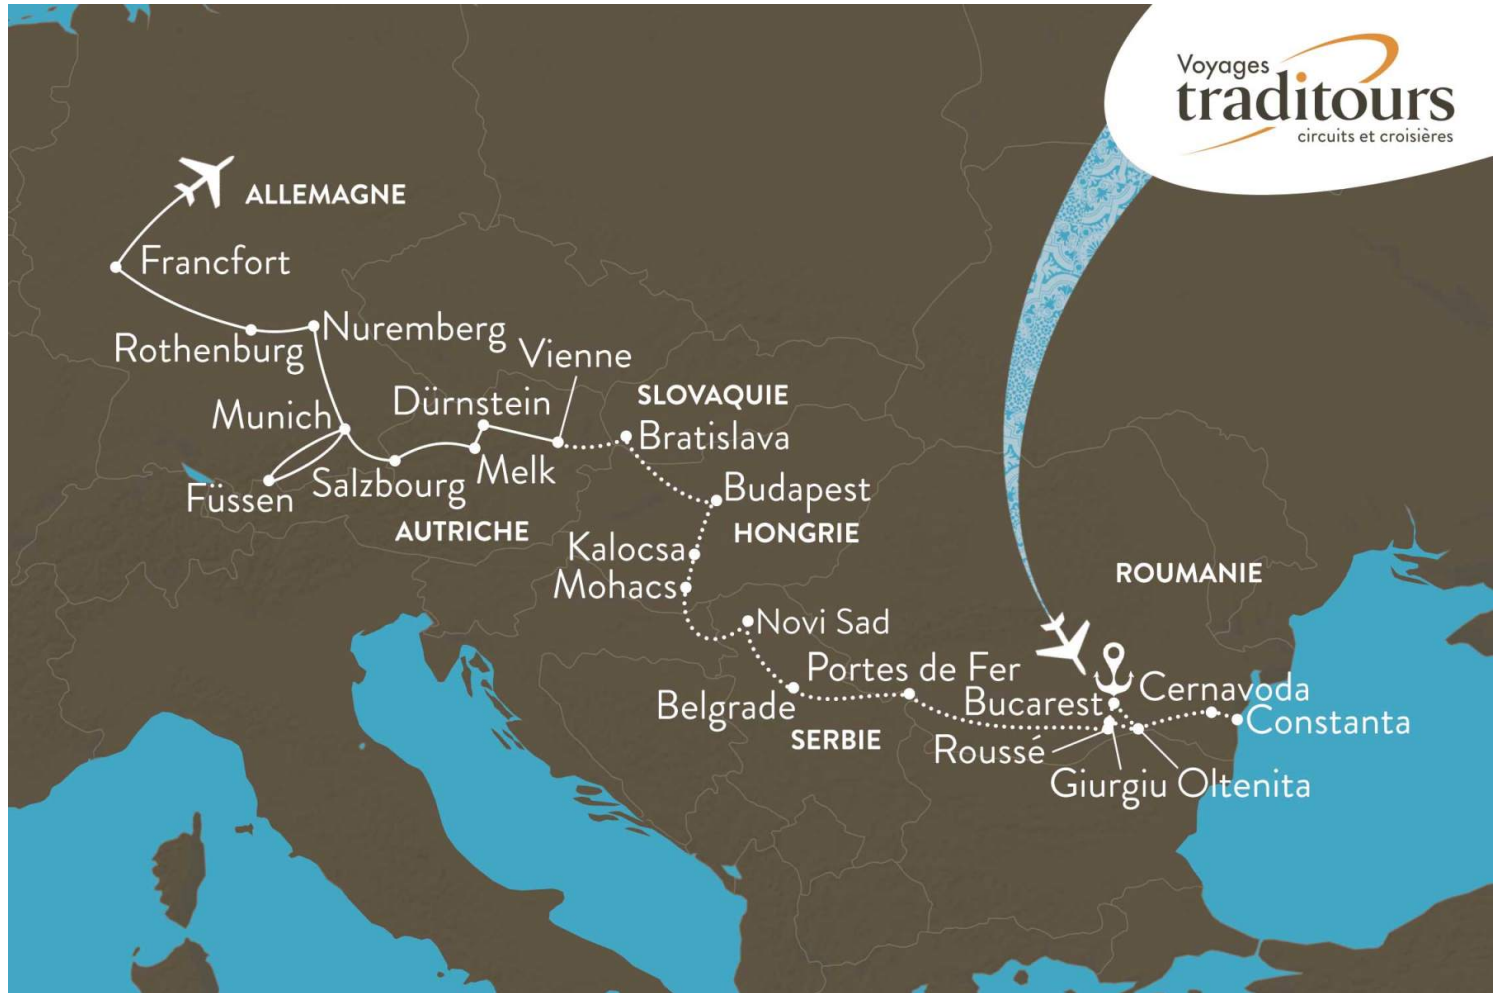 Voyages
traditours
circuits et croisières
ALLEMAGNE
Francfort
Nuremberg
Rothenburg
Vienne
SLOVAQUIE
Dürnstein
Munich
Bratislava
Melk
Salzbourg
Füssen
Budapest
AUTRICHE
HONGRIE
Kalocsa
Mohacs
ROUMANIE
Novi Sad
Portes de Fer
Cernavoda
Bucarest
Belgrade
Constanta
SERBIE
Roussé
Giurgiu
Oltenita